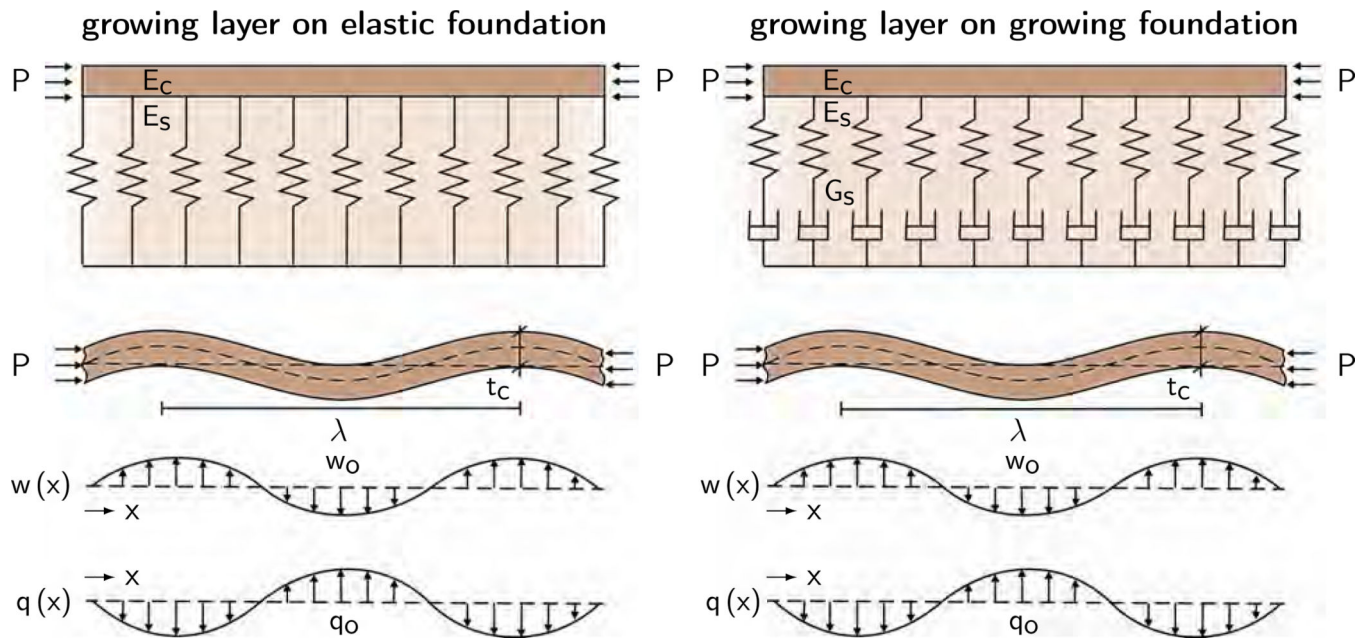 growing layer on elastic foundation
P
E_C
P
E_S
P
P
t_C
λ
w_o
w(x)
x
x
q(x)
q_o
growing layer on growing foundation
P
E_C
P
E_S
G_S
P
P
t_C
λ
w_o
w(x)
x
x
q(x)
q_o